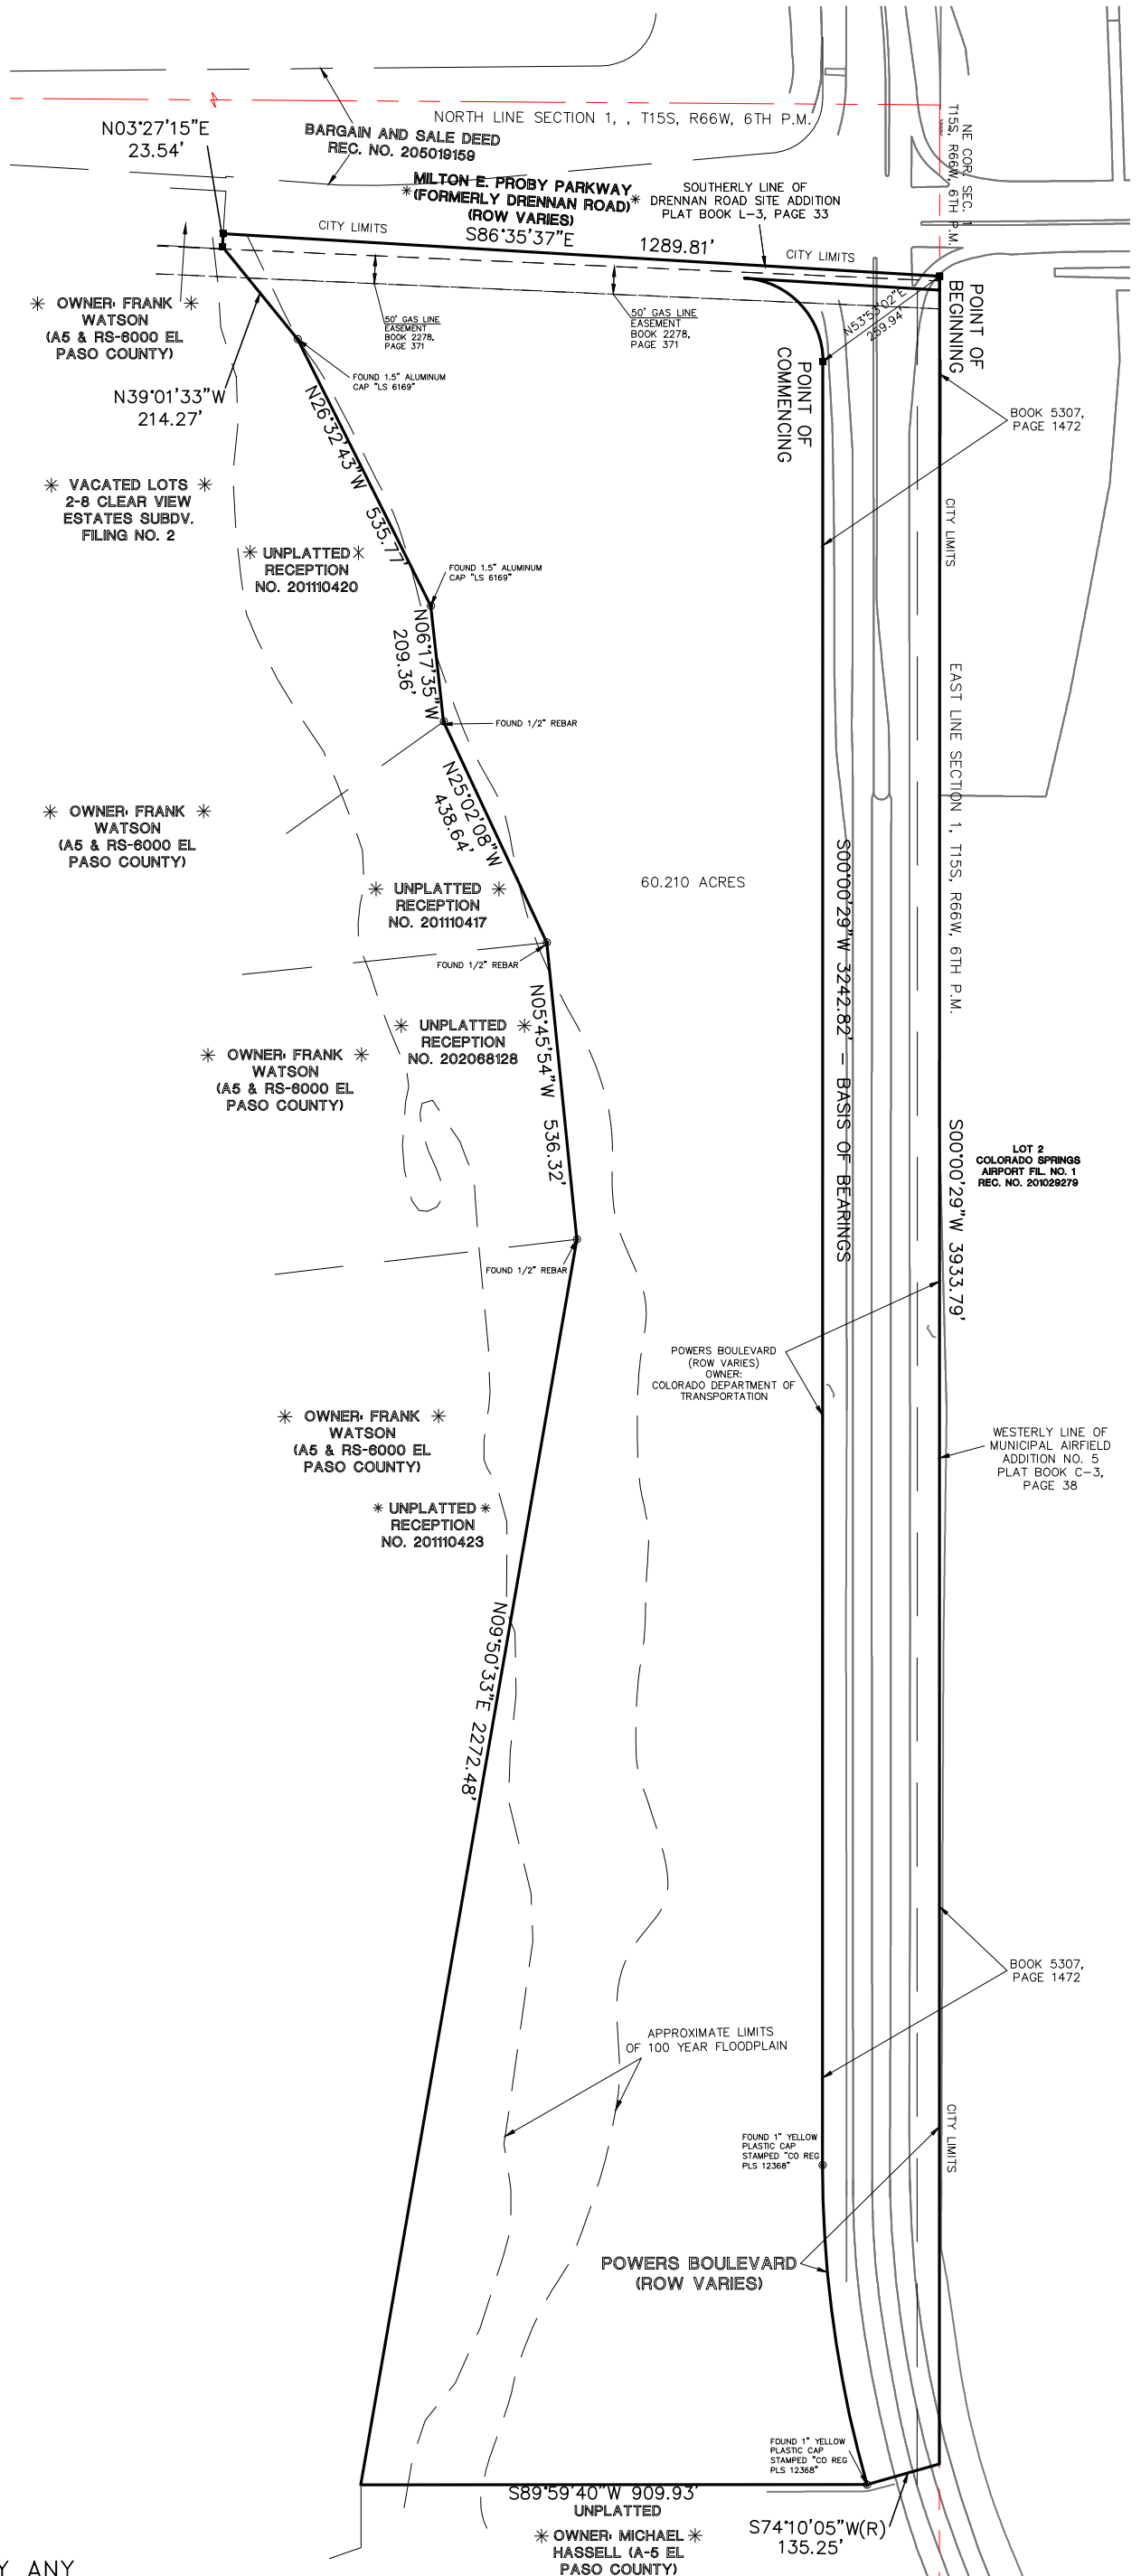 NORTH LINE SECTION 1, , T15S, R66W, 6TH P.M.
NE COR, SEC. 1
T15S, R66W, 6TH P.M.
N03°27'15"E
23.54'
BARGAIN AND SALE DEED
REC. NO. 205019159
MILTON E. PROBY PARKWAY
*(FORMERLY DRENNAN ROAD)*
(ROW VARIES)
SOUTHERLY LINE OF
DRENNAN ROAD SITE ADDITION
PLAT BOOK L-3, PAGE 33
CITY LIMITS
S86°35'37"E
1289.81'
CITY LIMITS
* OWNER: FRANK *
WATSON
(A5 & RS-6000 EL
PASO COUNTY)
50' GAS LINE
EASEMENT
BOOK 2278,
PAGE 371
50' GAS LINE
EASEMENT
BOOK 2278,
PAGE 371
N53°53'02"E
259.94'
POINT OF
BEGINNING
POINT OF
COMMENCING
FOUND 1.5" ALUMINUM
CAP "LS 6169"
N39°01'33"W
214.27'
N26°32'43"W 535.77'
BOOK 5307,
PAGE 1472
* VACATED LOTS *
2-8 CLEAR VIEW
ESTATES SUBDV.
FILING NO. 2
CITY LIMITS
* UNPLATTED *
RECEPTION
NO. 201110420
FOUND 1.5" ALUMINUM
CAP "LS 6169"
N06°17'35"W
209.36'
FOUND 1/2" REBAR
EAST LINE SECTION 1, T15S, R66W, 6TH P.M.
N25°02'08"W
438.64'
* OWNER: FRANK *
WATSON
(A5 & RS-6000 EL
PASO COUNTY)
60.210 ACRES
S00°00'29"W 3242.82' - BASIS OF BEARINGS
* UNPLATTED *
RECEPTION
NO. 201110417
FOUND 1/2" REBAR
N05°45'54"W 536.32'
* UNPLATTED *
RECEPTION
NO. 202068128
* OWNER: FRANK *
WATSON
(A5 & RS-6000 EL
PASO COUNTY)
S00°00'29"W 3933.79'
LOT 2
COLORADO SPRINGS
AIRPORT FIL. NO. 1
REC. NO. 201029279
FOUND 1/2" REBAR
POWERS BOULEVARD
(ROW VARIES)
OWNER:
COLORADO DEPARTMENT OF
TRANSPORTATION
* OWNER: FRANK *
WATSON
(A5 & RS-6000 EL
PASO COUNTY)
WESTERLY LINE OF
MUNICIPAL AIRFIELD
ADDITION NO. 5
PLAT BOOK C-3,
PAGE 38
* UNPLATTED *
RECEPTION
NO. 201110423
N09°50'33"E 2272.48'
BOOK 5307,
PAGE 1472
APPROXIMATE LIMITS
OF 100 YEAR FLOODPLAIN
CITY LIMITS
FOUND 1" YELLOW
PLASTIC CAP
STAMPED "CO REG
PLS 12368"
POWERS BOULEVARD
(ROW VARIES)
FOUND 1" YELLOW
PLASTIC CAP
STAMPED "CO REG
PLS 12368"
S89°59'40"W 909.93'
UNPLATTED
S74°10'05"W(R)
135.25'
* OWNER: MICHAEL *
HASSELL (A-5 EL
PASO COUNTY)
Y ANY